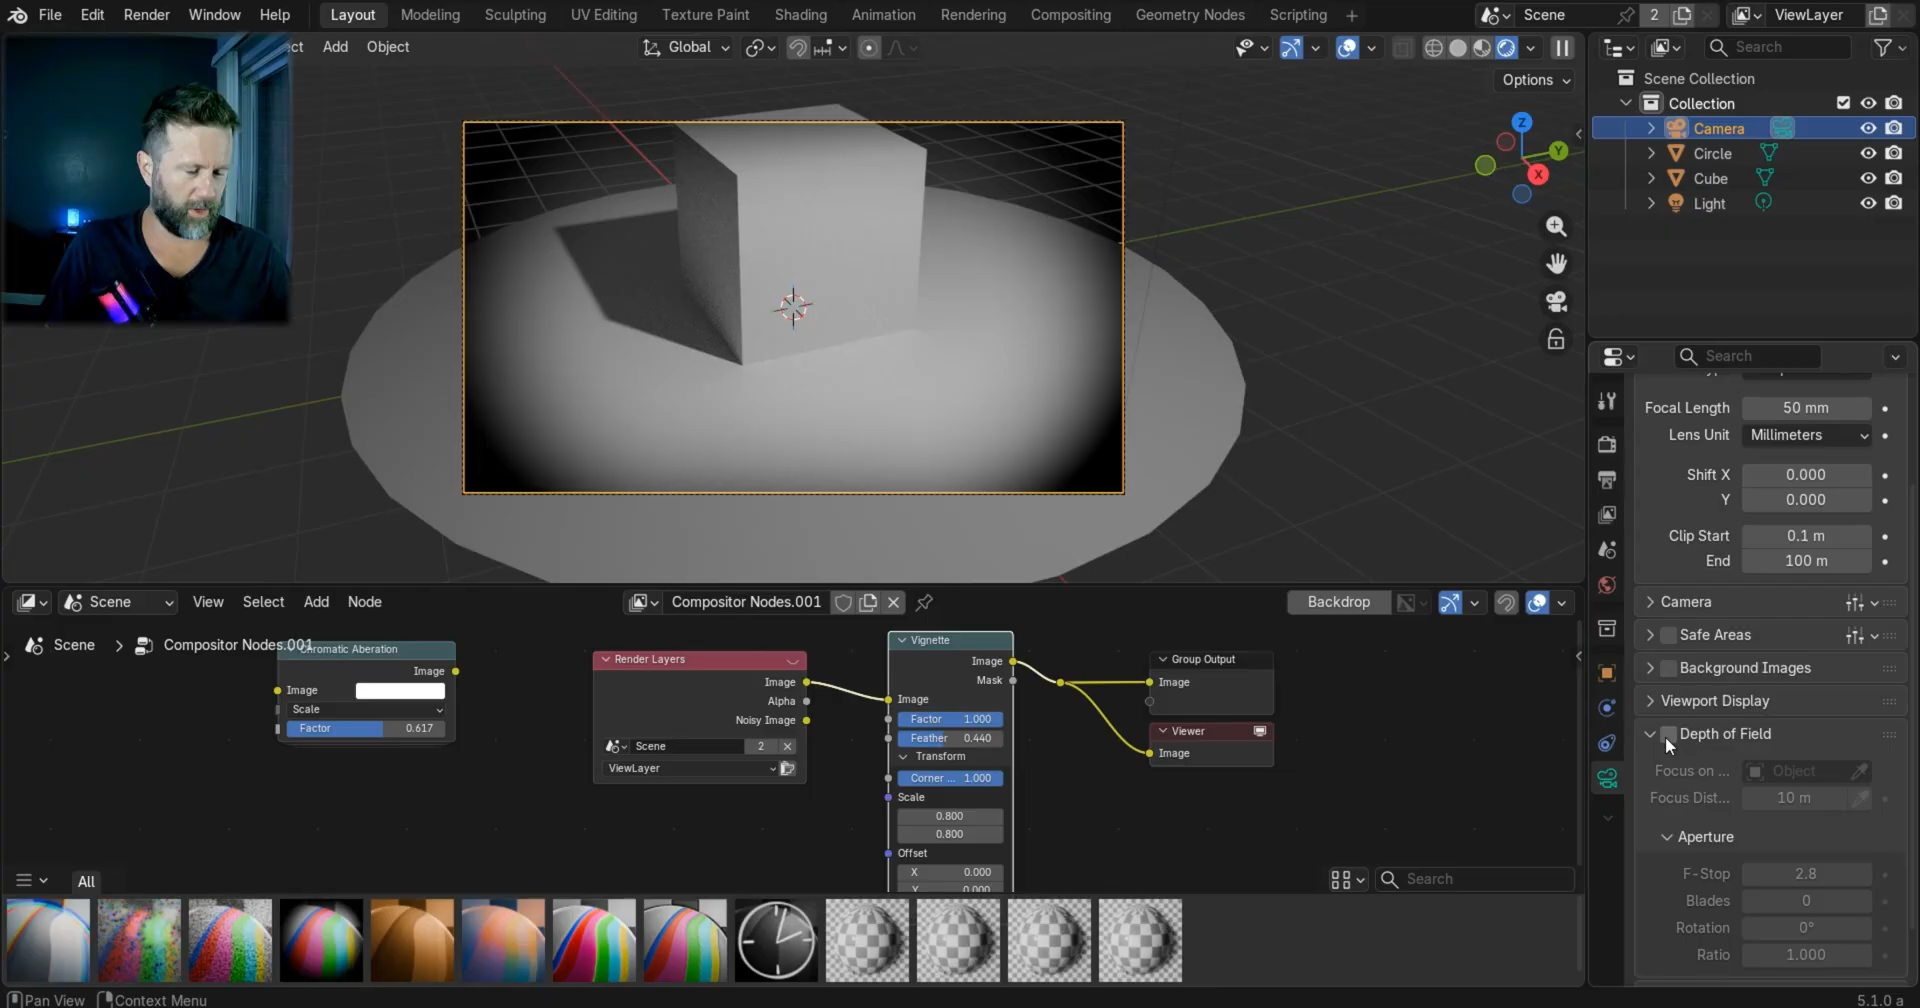 File Edit Render Window Help Layout Modeling Sculpting UV Editing Texture Paint Shading Animation Rendering Compositing Geometry Nodes Scripting + Scene 2 ViewLayer
Add Object Global
Options
Z
Y
X
Search
Scene Collection
Collection
Camera
Circle
Cube
Light
Search
Focal Length 50 mm
Lens Unit Millimeters
Shift X 0.000
Y 0.000
Clip Start 0.1 m
End 100 m
Camera
Safe Areas
Background Images
Viewport Display
Depth of Field
Focus on ... Object
Focus Dist... 10 m
Aperture
F-Stop 2.8
Blades 0
Rotation 0°
Ratio 1.000
Scene View Select Add Node Compositor Nodes.001 Backdrop
Scene > Compositor Nodes.001
Chromatic Aberration
Image
Image
Scale
Factor 0.617
Render Layers
Image
Alpha
Noisy Image
Scene 2
ViewLayer
Vignette
Image
Mask
Image
Factor 1.000
Feather 0.440
Transform
Corner ... 1.000
Scale
0.800
0.800
Offset
X 0.000
Y 0.000
Group Output
Image
Viewer
Image
All
Search
Pan View Context Menu
5.1.0 a